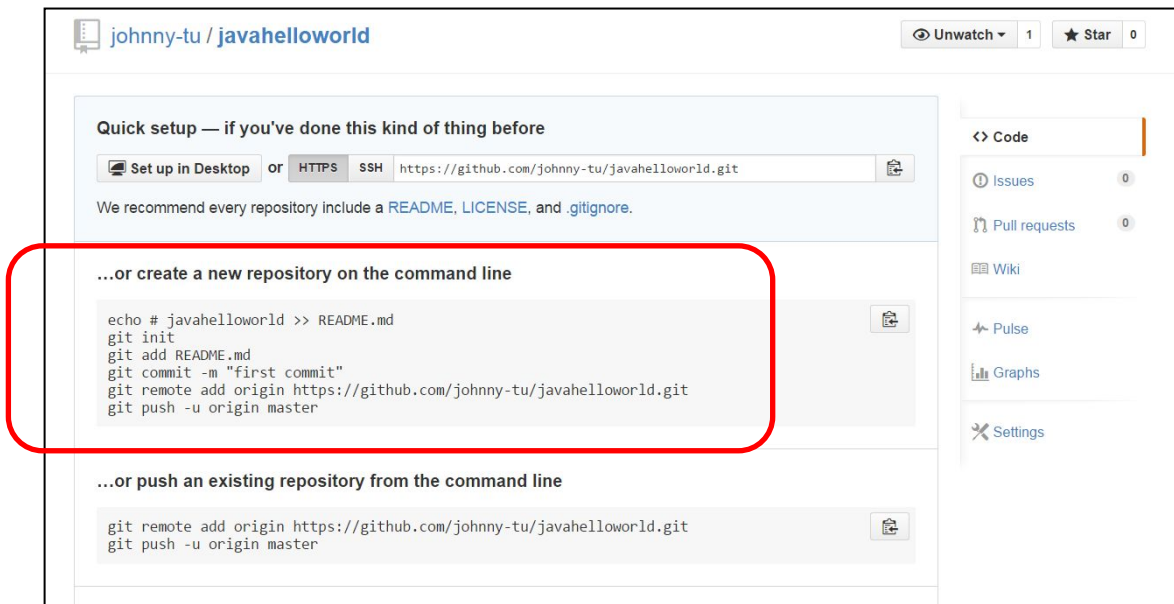 johnny-tu / javahelloworld
Unwatch 1 Star 0
Quick setup — if you've done this kind of thing before
Set up in Desktop or HTTPS SSH https://github.com/johnny-tu/javahelloworld.git
We recommend every repository include a README, LICENSE, and .gitignore.
…or create a new repository on the command line
echo # javahelloworld >> README.md
git init
git add README.md
git commit -m "first commit"
git remote add origin https://github.com/johnny-tu/javahelloworld.git
git push -u origin master
…or push an existing repository from the command line
git remote add origin https://github.com/johnny-tu/javahelloworld.git
git push -u origin master
<> Code
Issues 0
Pull requests 0
Wiki
Pulse
Graphs
Settings